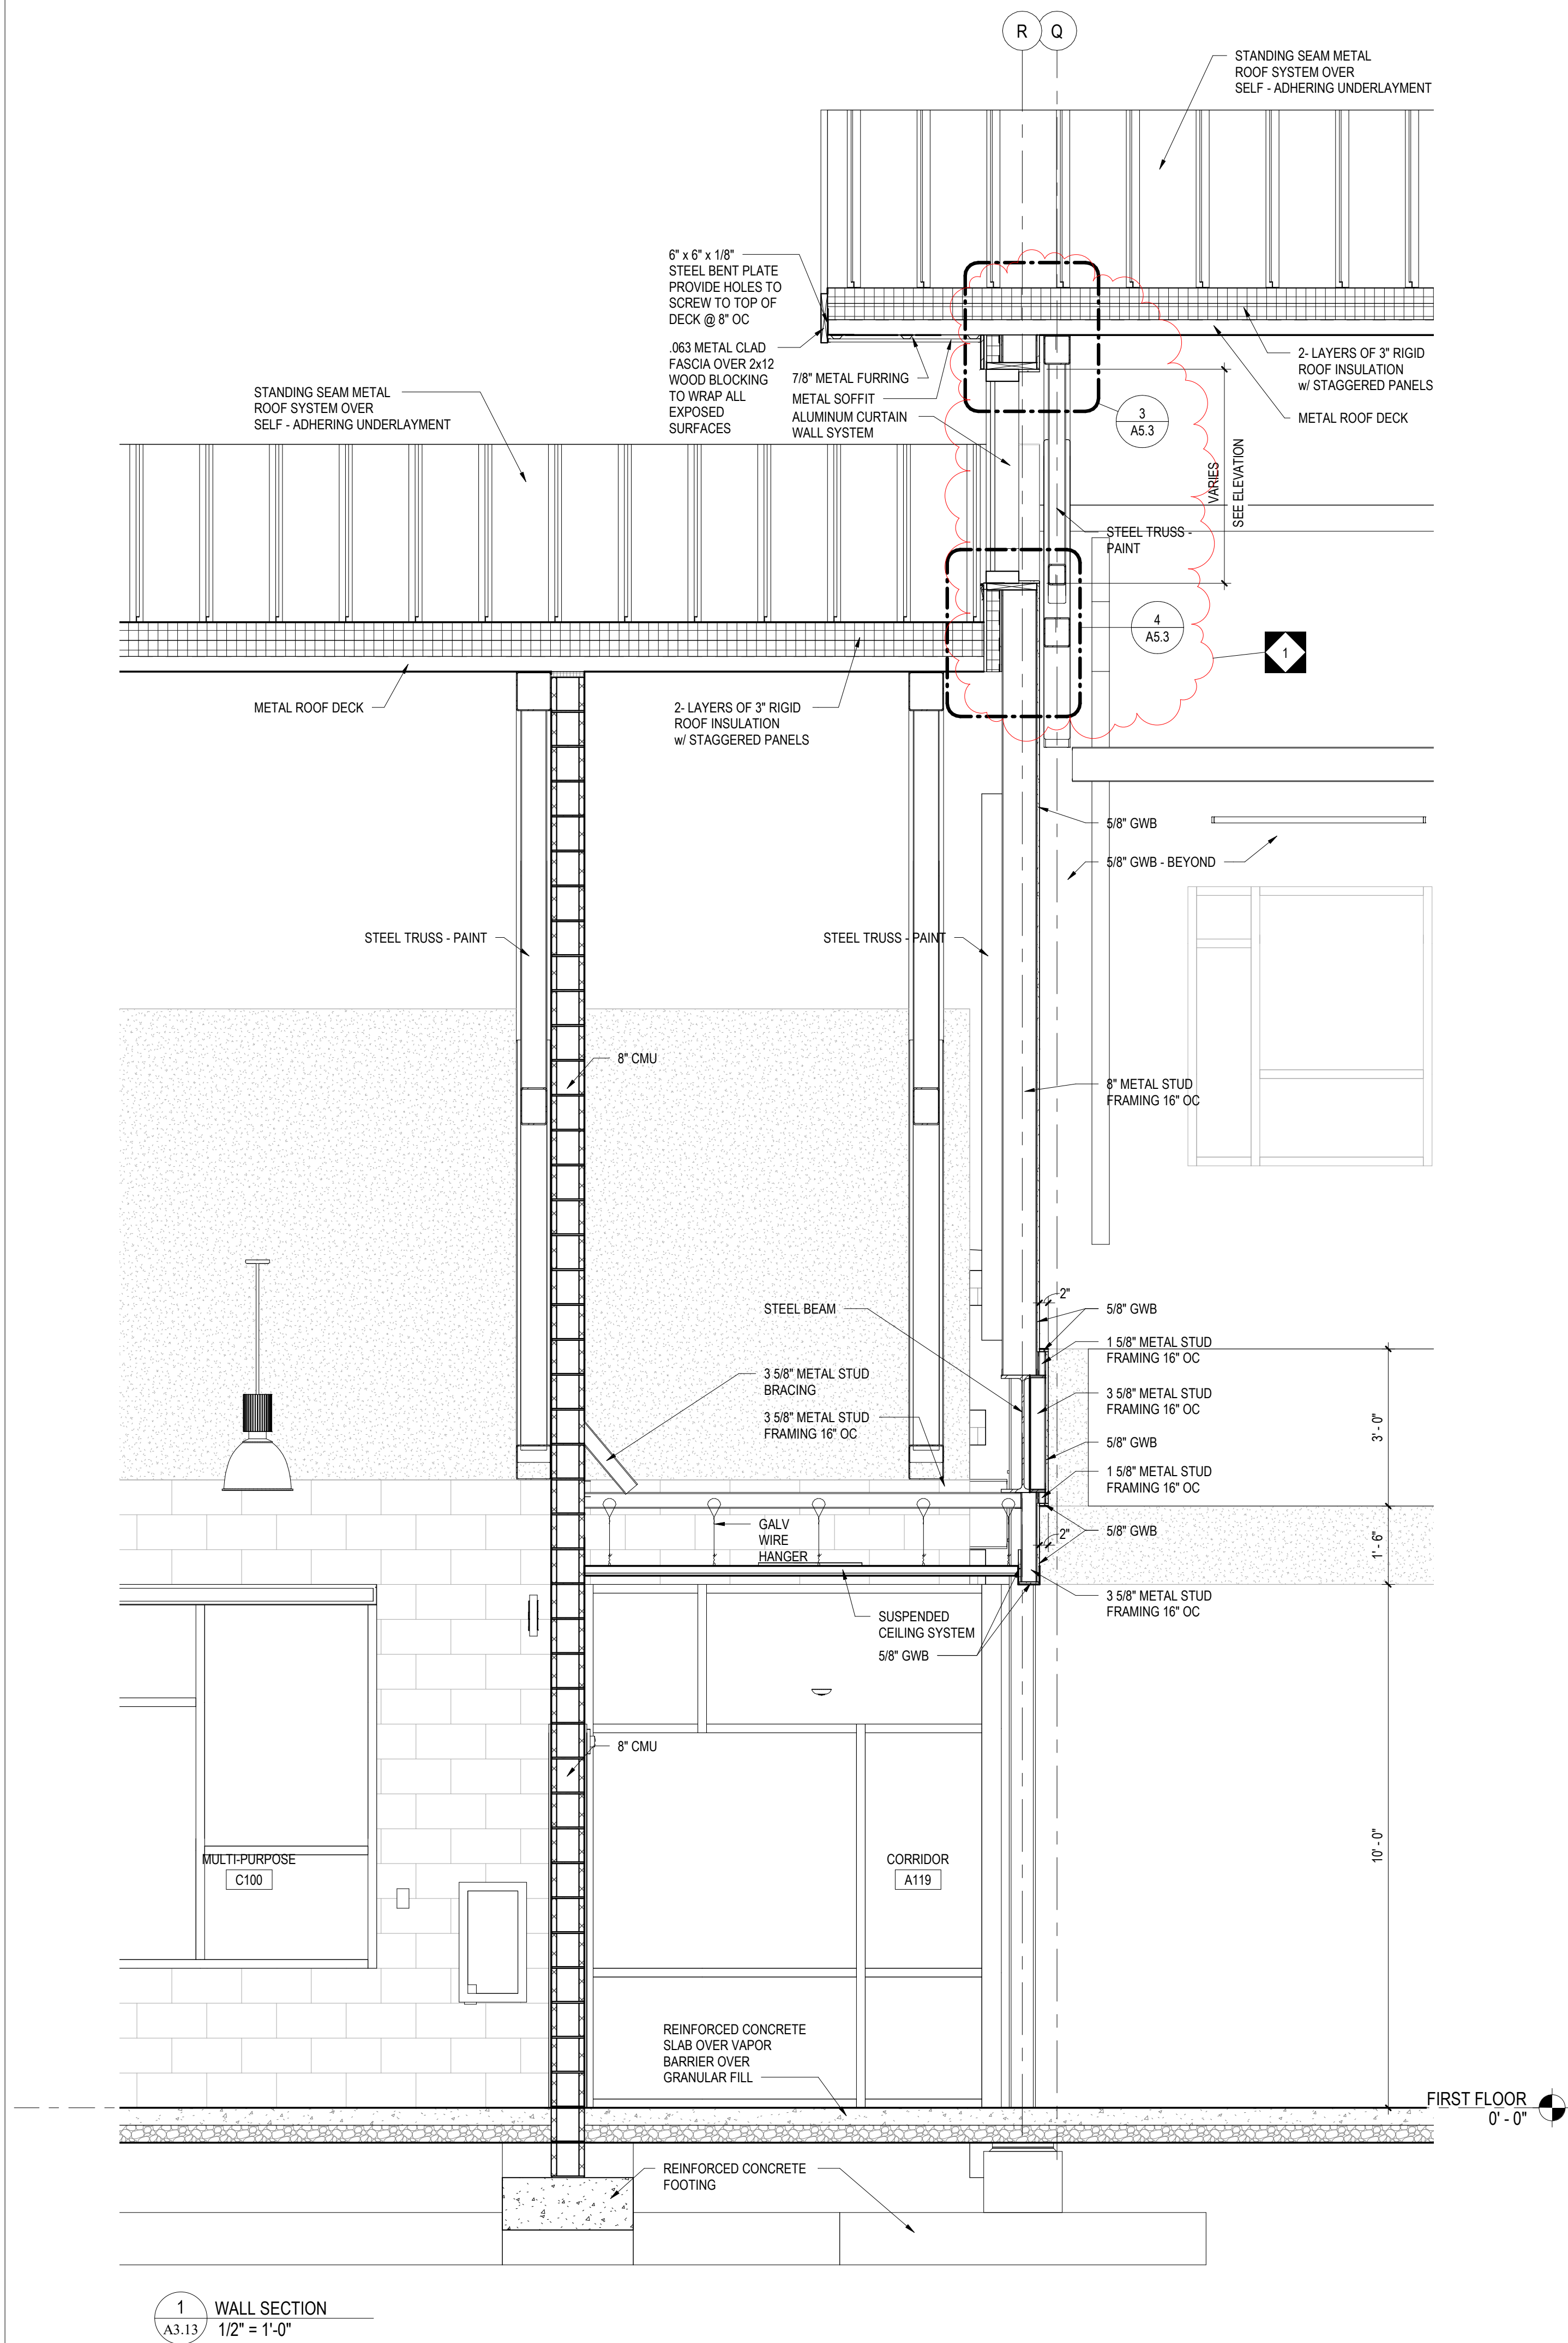 R
Q
STANDING SEAM METAL
ROOF SYSTEM OVER
SELF - ADHERING UNDERLAYMENT
6" x 6" x 1/8"
STEEL BENT PLATE
PROVIDE HOLES TO
SCREW TO TOP OF
DECK @ 8" OC
.063 METAL CLAD
FASCIA OVER 2x12
WOOD BLOCKING
TO WRAP ALL
EXPOSED
SURFACES
7/8" METAL FURRING
METAL SOFFIT
ALUMINUM CURTAIN
WALL SYSTEM
2- LAYERS OF 3" RIGID
ROOF INSULATION
w/ STAGGERED PANELS
METAL ROOF DECK
3
A5.3
STANDING SEAM METAL
ROOF SYSTEM OVER
SELF - ADHERING UNDERLAYMENT
VARIES
SEE ELEVATION
STEEL TRUSS -
PAINT
4
A5.3
1
METAL ROOF DECK
2- LAYERS OF 3" RIGID
ROOF INSULATION
w/ STAGGERED PANELS
5/8" GWB
5/8" GWB - BEYOND
STEEL TRUSS - PAINT
STEEL TRUSS - PAINT
8" CMU
8" METAL STUD
FRAMING 16" OC
2"
STEEL BEAM
5/8" GWB
1 5/8" METAL STUD
FRAMING 16" OC
3 5/8" METAL STUD
BRACING
3 5/8" METAL STUD
FRAMING 16" OC
3 5/8" METAL STUD
FRAMING 16" OC
3' - 0"
5/8" GWB
1 5/8" METAL STUD
FRAMING 16" OC
GALV
WIRE
HANGER
2"
5/8" GWB
1' - 6"
3 5/8" METAL STUD
FRAMING 16" OC
SUSPENDED
CEILING SYSTEM
5/8" GWB
8" CMU
10' - 0"
MULTI-PURPOSE
C100
CORRIDOR
A119
REINFORCED CONCRETE
SLAB OVER VAPOR
BARRIER OVER
GRANULAR FILL
FIRST FLOOR
0' - 0"
REINFORCED CONCRETE
FOOTING
1
A3.13
WALL SECTION
1/2" = 1'-0"